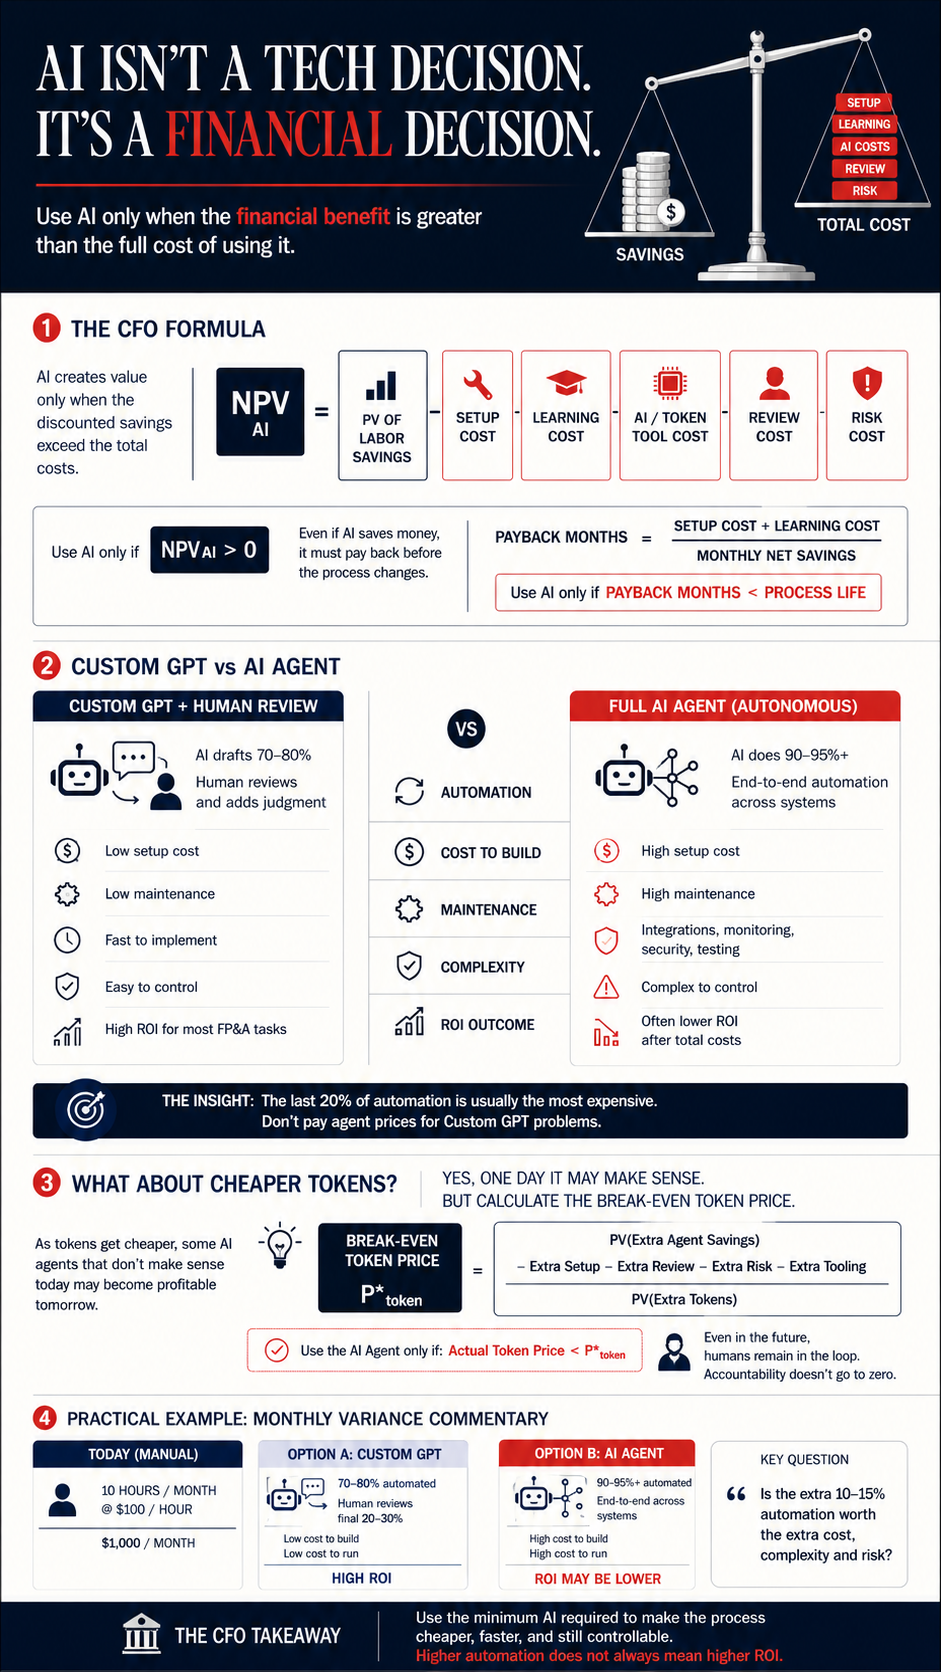 AI ISN'T A TECH DECISION.
IT'S A FINANCIAL DECISION.
Use AI only when the financial benefit is greater
than the full cost of using it.
SETUP
LEARNING
AI COSTS
REVIEW
RISK
$
SAVINGS
TOTAL COST
1 THE CFO FORMULA
AI creates value
only when the
discounted savings
exceed the total
costs.
NPV
AI
=
PV OF
LABOR
SAVINGS
-
SETUP
COST
-
LEARNING
COST
-
AI / TOKEN
TOOL COST
-
REVIEW
COST
-
RISK
COST
Use AI only if
NPV AI > 0
Even if AI saves money,
it must pay back before
the process changes.
PAYBACK MONTHS =
SETUP COST + LEARNING COST
MONTHLY NET SAVINGS
Use AI only if PAYBACK MONTHS < PROCESS LIFE
2 CUSTOM GPT vs AI AGENT
CUSTOM GPT + HUMAN REVIEW
AI drafts 70–80%
Human reviews
and adds judgment
Low setup cost
Low maintenance
Fast to implement
Easy to control
High ROI for most FP&A tasks
VS
AUTOMATION
COST TO BUILD
MAINTENANCE
COMPLEXITY
ROI OUTCOME
FULL AI AGENT (AUTONOMOUS)
AI does 90–95%+
End-to-end automation
across systems
High setup cost
High maintenance
Integrations, monitoring,
security, testing
Complex to control
Often lower ROI
after total costs
THE INSIGHT: The last 20% of automation is usually the most expensive.
Don't pay agent prices for Custom GPT problems.
3 WHAT ABOUT CHEAPER TOKENS?
YES, ONE DAY IT MAY MAKE SENSE.
BUT CALCULATE THE BREAK-EVEN TOKEN PRICE.
As tokens get cheaper, some AI
agents that don't make sense
today may become profitable
tomorrow.
BREAK-EVEN
TOKEN PRICE
P*token
=
PV(Extra Agent Savings)
– Extra Setup – Extra Review – Extra Risk – Extra Tooling
PV(Extra Tokens)
Use the AI Agent only if: Actual Token Price < P*token
Even in the future,
humans remain in the loop.
Accountability doesn't go to zero.
4 PRACTICAL EXAMPLE: MONTHLY VARIANCE COMMENTARY
TODAY (MANUAL)
10 HOURS / MONTH
@ $100 / HOUR
$1,000 / MONTH
OPTION A: CUSTOM GPT
70–80% automated
Human reviews
final 20–30%
Low cost to build
Low cost to run
HIGH ROI
OPTION B: AI AGENT
90–95%+ automated
End-to-end across
systems
High cost to build
High cost to run
ROI MAY BE LOWER
KEY QUESTION
“ Is the extra 10–15%
automation worth
the extra cost,
complexity and risk?
THE CFO TAKEAWAY
Use the minimum AI required to make the process
cheaper, faster, and still controllable.
Higher automation does not always mean higher ROI.